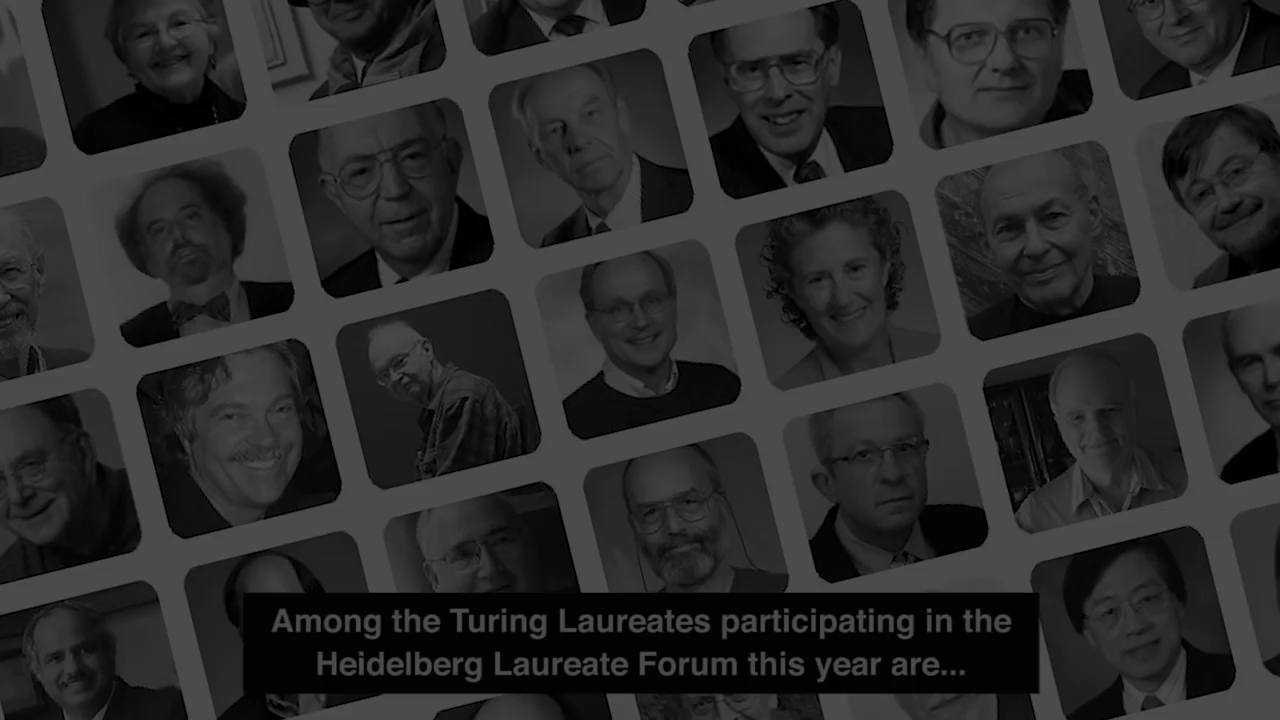 Among the Turing Laureates participating in the
Heidelberg Laureate Forum this year are...